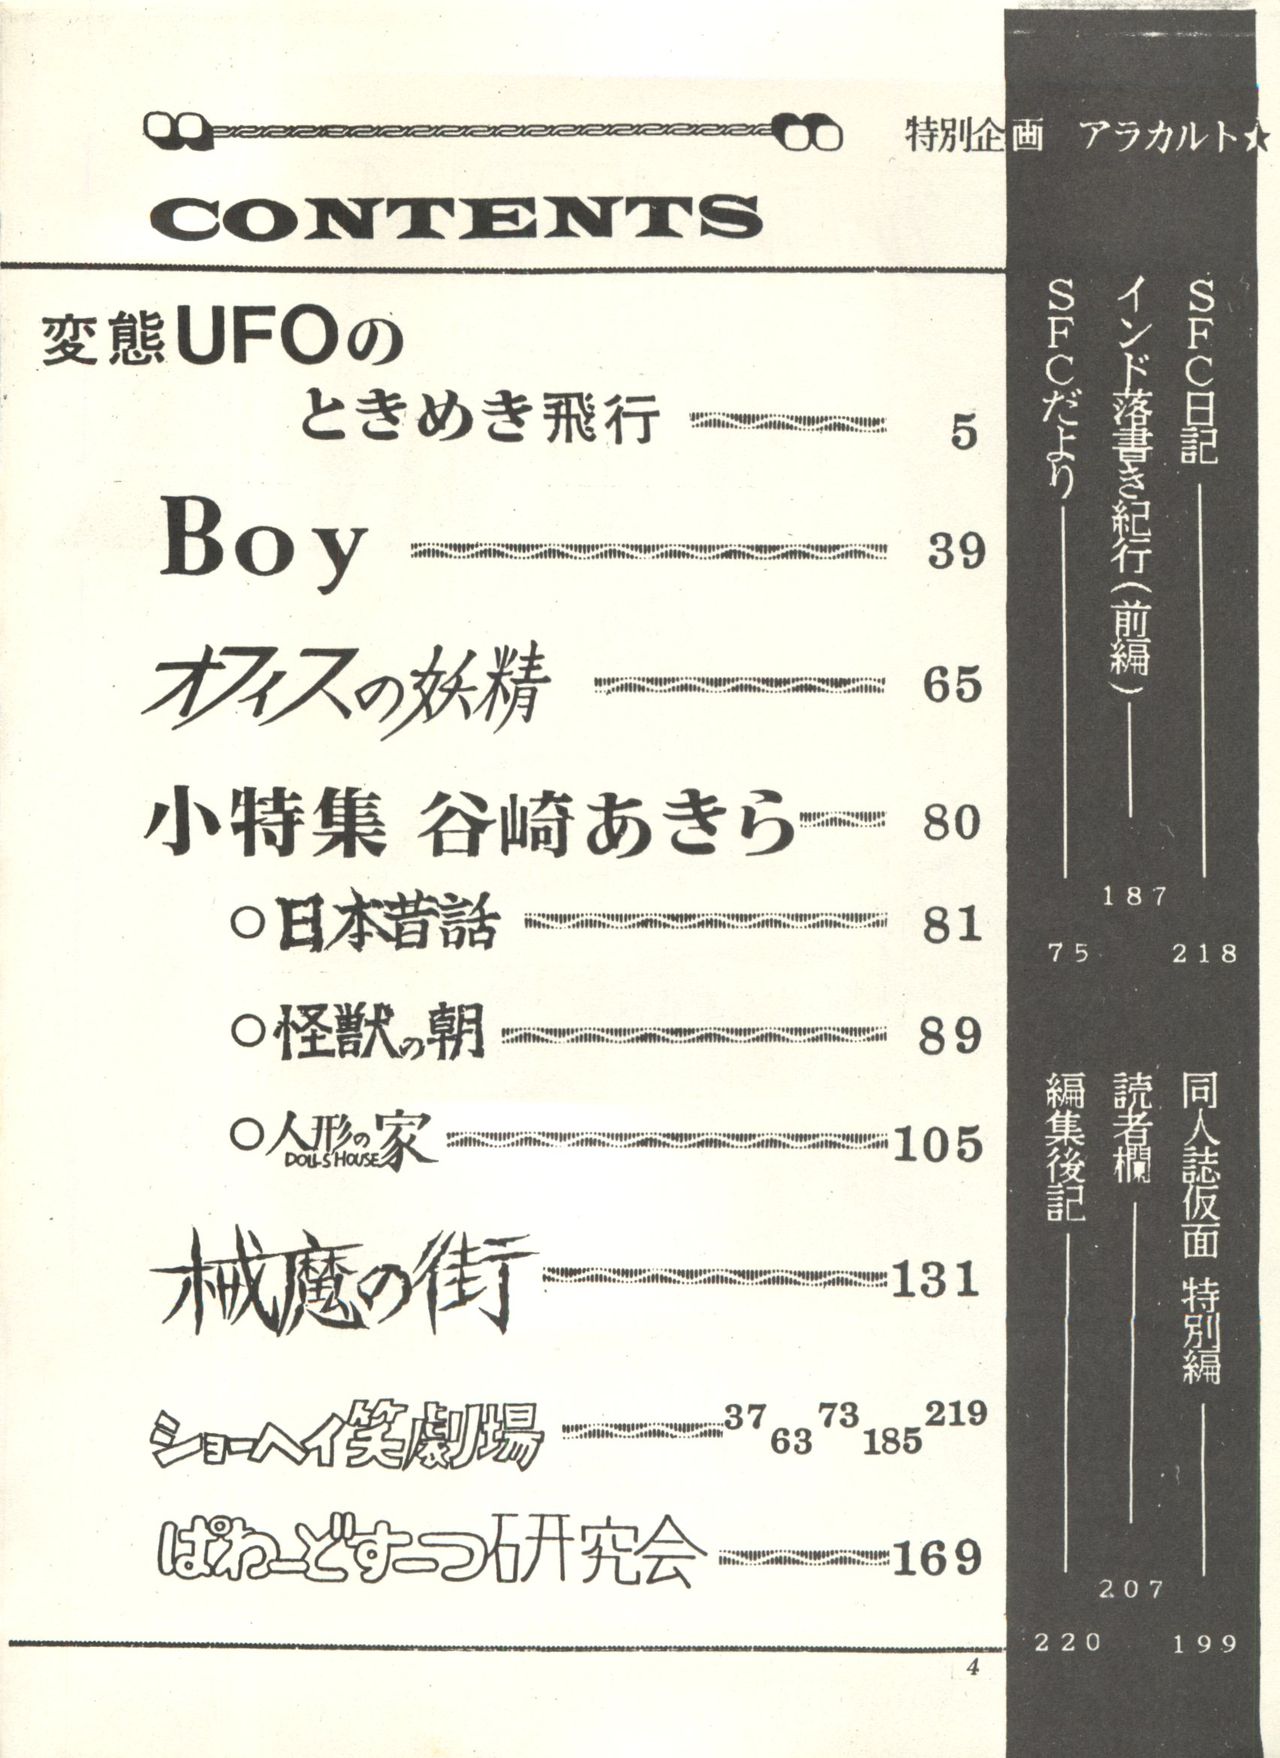 特別企画　アラカルト★
CONTENTS
変態UFOの
ときめき飛行 5
Boy 39
オフィスの妖精 65
小特集 谷崎あきら 80
○日本昔話 81
○怪獣の朝 89
○人形の家 105
DOLLS HOUSE
械魔の街 131
ショーヘイ笑劇場 37 63 73 185 219
ぱわーどすーつ研究会 169
4
SFC日記 218
インド落書き紀行(前編) 187
SFCだより 75
同人誌仮面 特別編 199
読者欄 207
編集後記 220